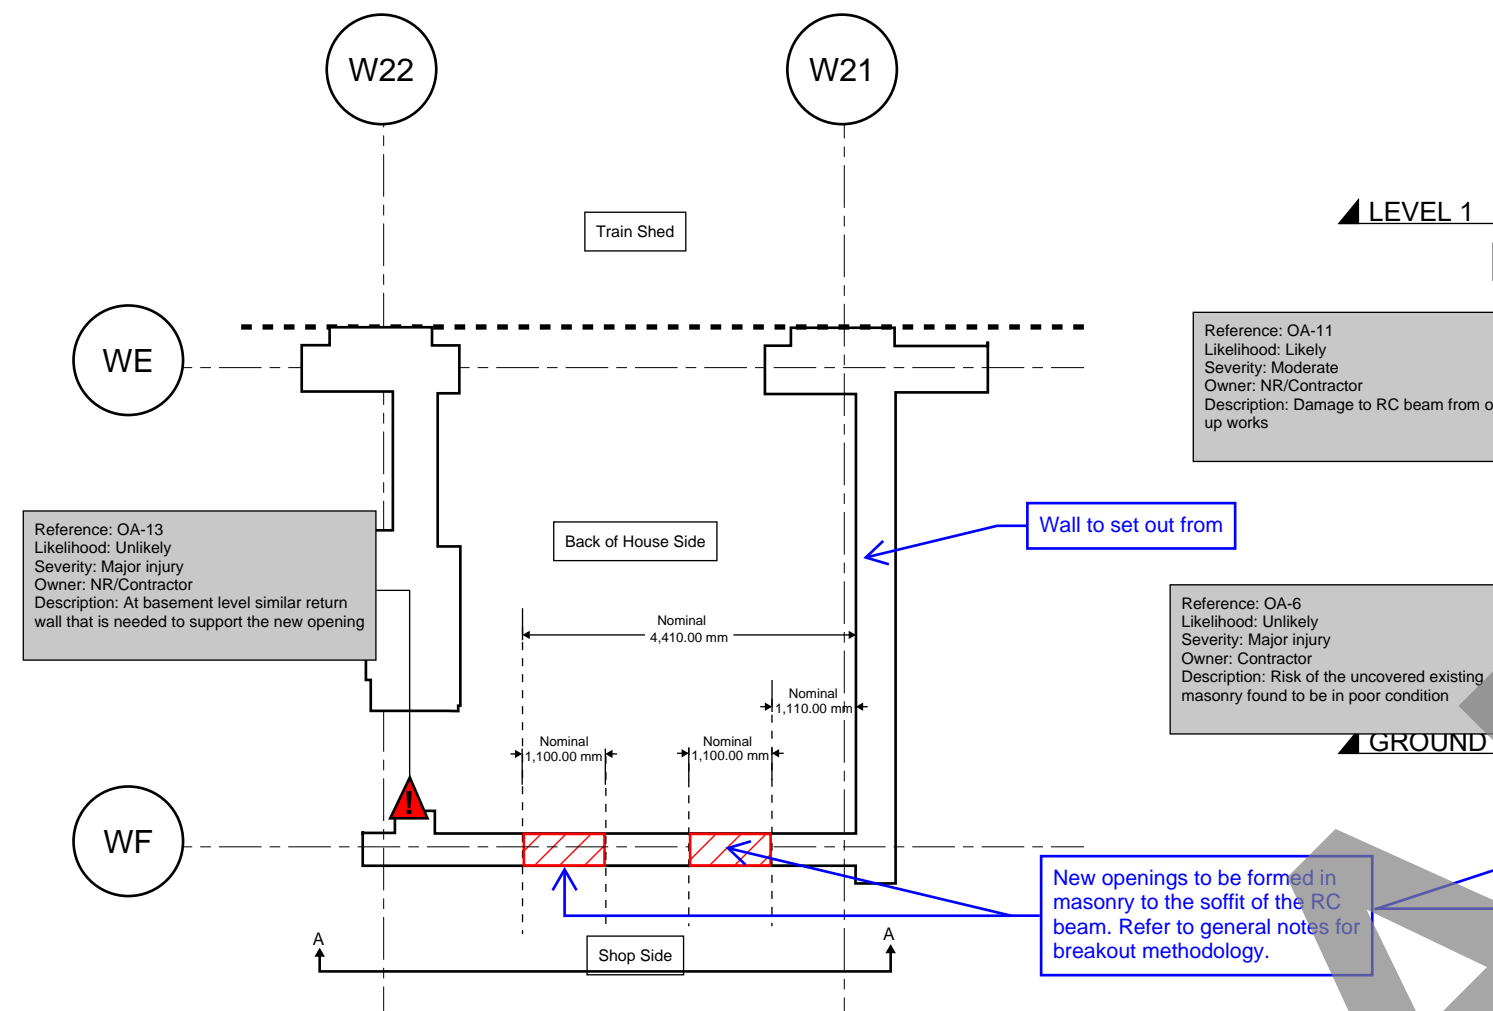 W22
W21
Train Shed
LEVEL 1
WE
Reference: OA-11
Likelihood: Likely
Severity: Moderate
Owner: NR/Contractor
Description: Damage to RC beam from
up works
Reference: OA-13
Likelihood: Unlikely
Severity: Major injury
Owner: NR/Contractor
Description: At basement level similar return
wall that is needed to support the new opening
Wall to set out from
Back of House Side
Reference: OA-6
Likelihood: Unlikely
Severity: Major injury
Owner: Contractor
Description: Risk of the uncovered existing
masonry found to be in poor condition
Nominal
4,410.00 mm
Nominal
1,110.00 mm
Nominal
1,100.00 mm
Nominal
1,100.00 mm
GROUND
!
WF
New openings to be formed in
masonry to the soffit of the RC
beam. Refer to general notes for
breakout methodology.
A
A
Shop Side